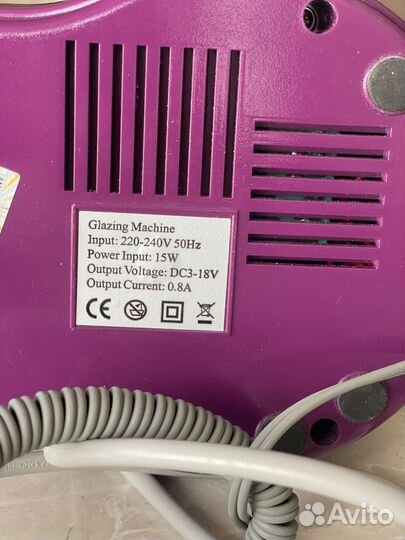 Glazing Machine
Input: 220-240V 50Hz
Power Input: 15W
Output Voltage: DC3-18V
Output Current: 0.8A
CE
Avito